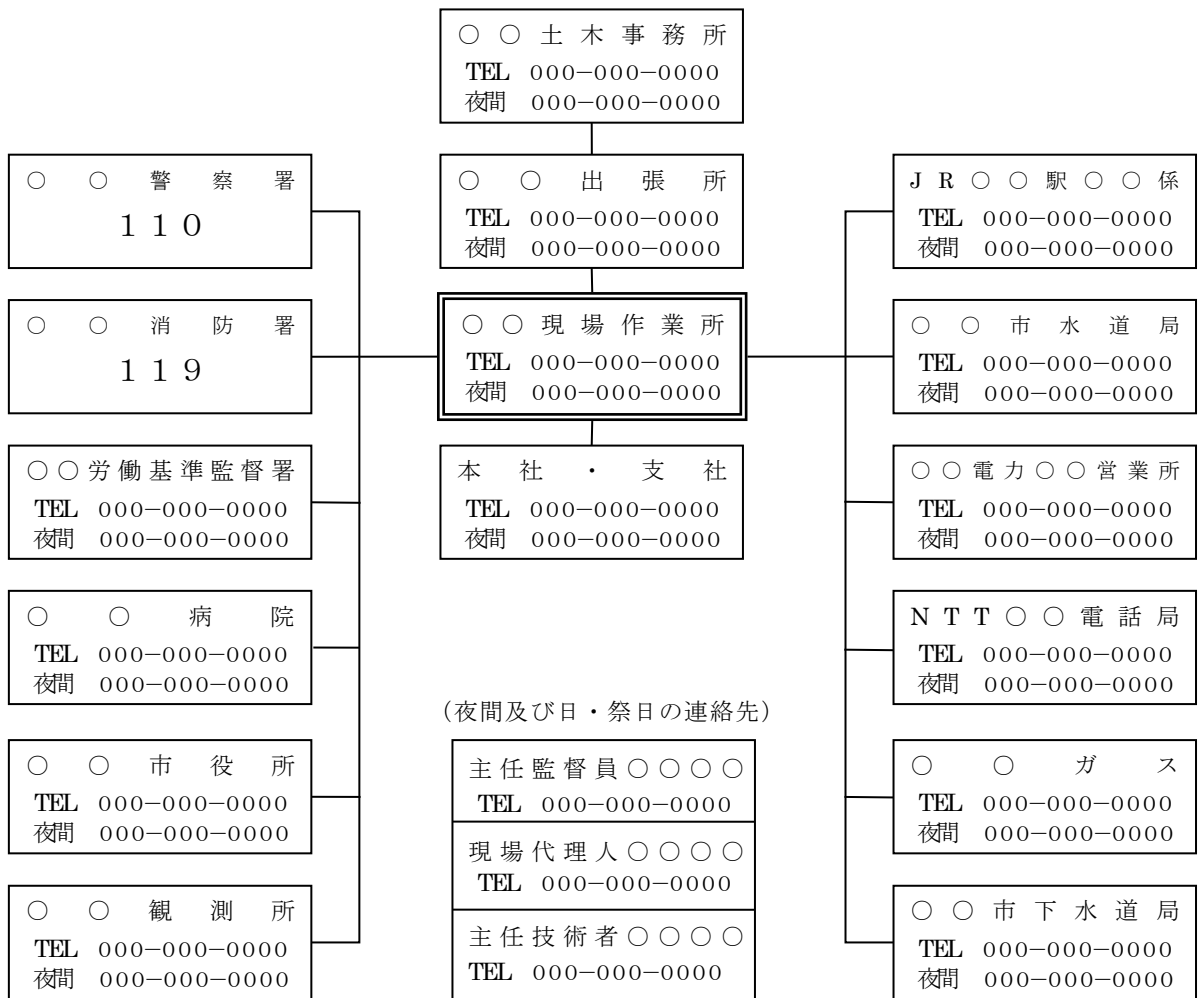 ○○土木事務所
TEL 000-000-0000
夜間 000-000-0000
○○警察署
110
○○出張所
TEL 000-000-0000
夜間 000-000-0000
JR○○駅○○係
TEL 000-000-0000
夜間 000-000-0000
○○消防署
119
○○現場作業所
TEL 000-000-0000
夜間 000-000-0000
○○市水道局
TEL 000-000-0000
夜間 000-000-0000
○○労働基準監督署
TEL 000-000-0000
夜間 000-000-0000
本社・支社
TEL 000-000-0000
夜間 000-000-0000
○○電力○○営業所
TEL 000-000-0000
夜間 000-000-0000
○○病院
TEL 000-000-0000
夜間 000-000-0000
NTT○○電話局
TEL 000-000-0000
夜間 000-000-0000
(夜間及び日・祭日の連絡先)
○○市役所
TEL 000-000-0000
夜間 000-000-0000
主任監督員○○○○
TEL 000-000-0000
現場代理人○○○○
TEL 000-000-0000
主任技術者○○○○
TEL 000-000-0000
○○ガス
TEL 000-000-0000
夜間 000-000-0000
○○観測所
TEL 000-000-0000
夜間 000-000-0000
○○市下水道局
TEL 000-000-0000
夜間 000-000-0000